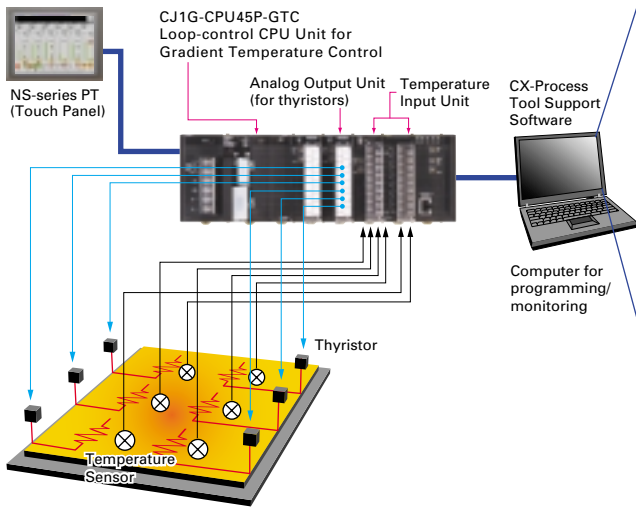 CJ1G-CPU45P-GTC
Loop-control CPU Unit for
Gradient Temperature Control
NS-series PT
(Touch Panel)
Analog Output Unit
(for thyristors)
Temperature
Input Unit
CX-Process
Tool Support
Software
Computer for
programming/
monitoring
Thyristor
Temperature
Sensor